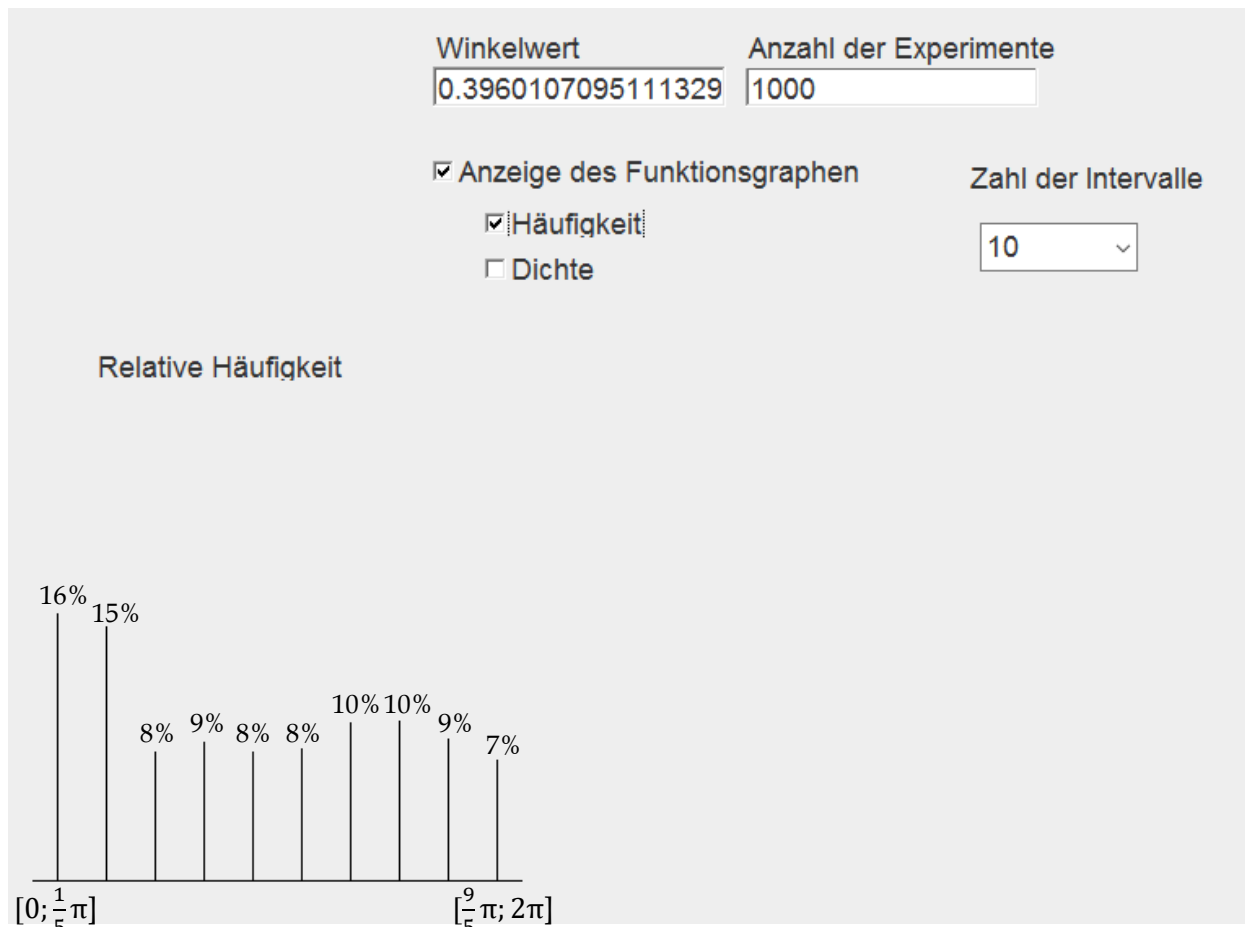 Winkelwert Anzahl der Experimente
0.3960107095111329 1000
Anzeige des Funktionsgraphen
Zahl der Intervalle
Häufigkeit
10
Dichte
Relative Häufigkeit
16% 15% 8% 9% 8% 8% 10% 10% 9% 7%
[0; 1/5 π] [9/5 π; 2π]